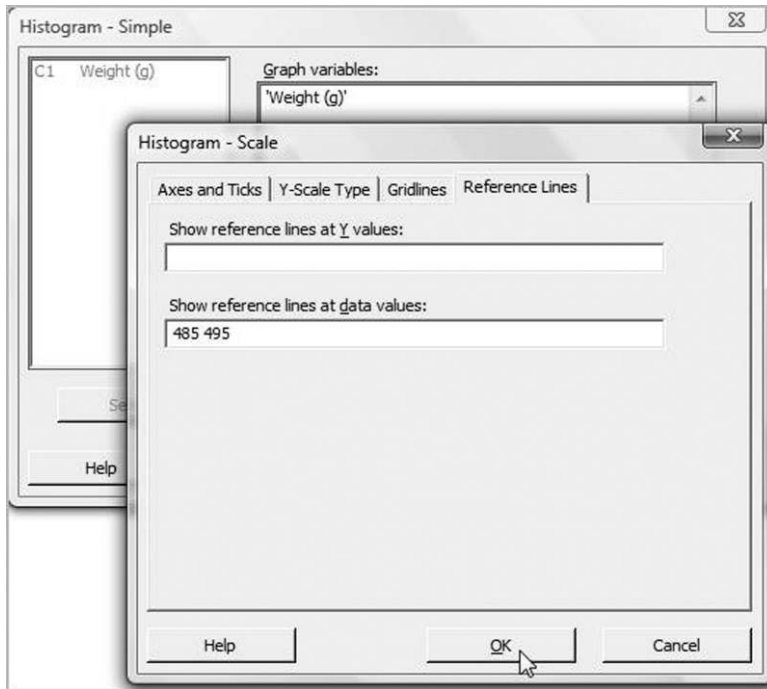 Histogram - Simple
C1 Weight (g)
Graph variables:
'Weight (g)'
Histogram - Scale
Axes and Ticks Y-Scale Type Gridlines Reference Lines
Show reference lines at Y values:
Show reference lines at data values:
485 495
Se
Help
Help OK Cancel